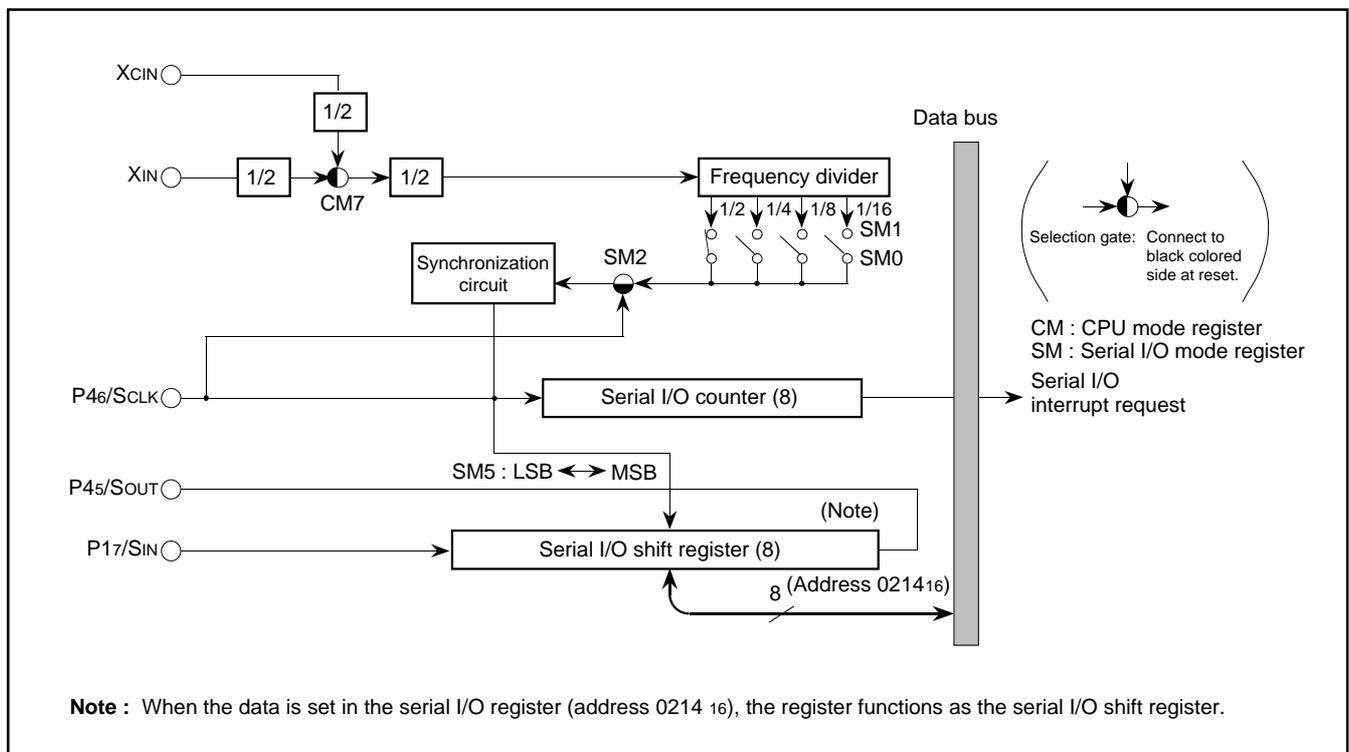 XCIN
1/2
Data bus
XIN
1/2
CM7
1/2
Frequency divider
1/2
1/4
1/8
1/16
SM1
SM0
Synchronization
circuit
SM2
Selection gate: Connect to
black colored
side at reset.
CM : CPU mode register
SM : Serial I/O mode register
P46/SCLK
Serial I/O counter (8)
Serial I/O
interrupt request
SM5 : LSB MSB
P45/SOUT
(Note)
P17/SIN
Serial I/O shift register (8)
8
(Address 021416)
Note : When the data is set in the serial I/O register (address 0214 16), the register functions as the serial I/O shift register.